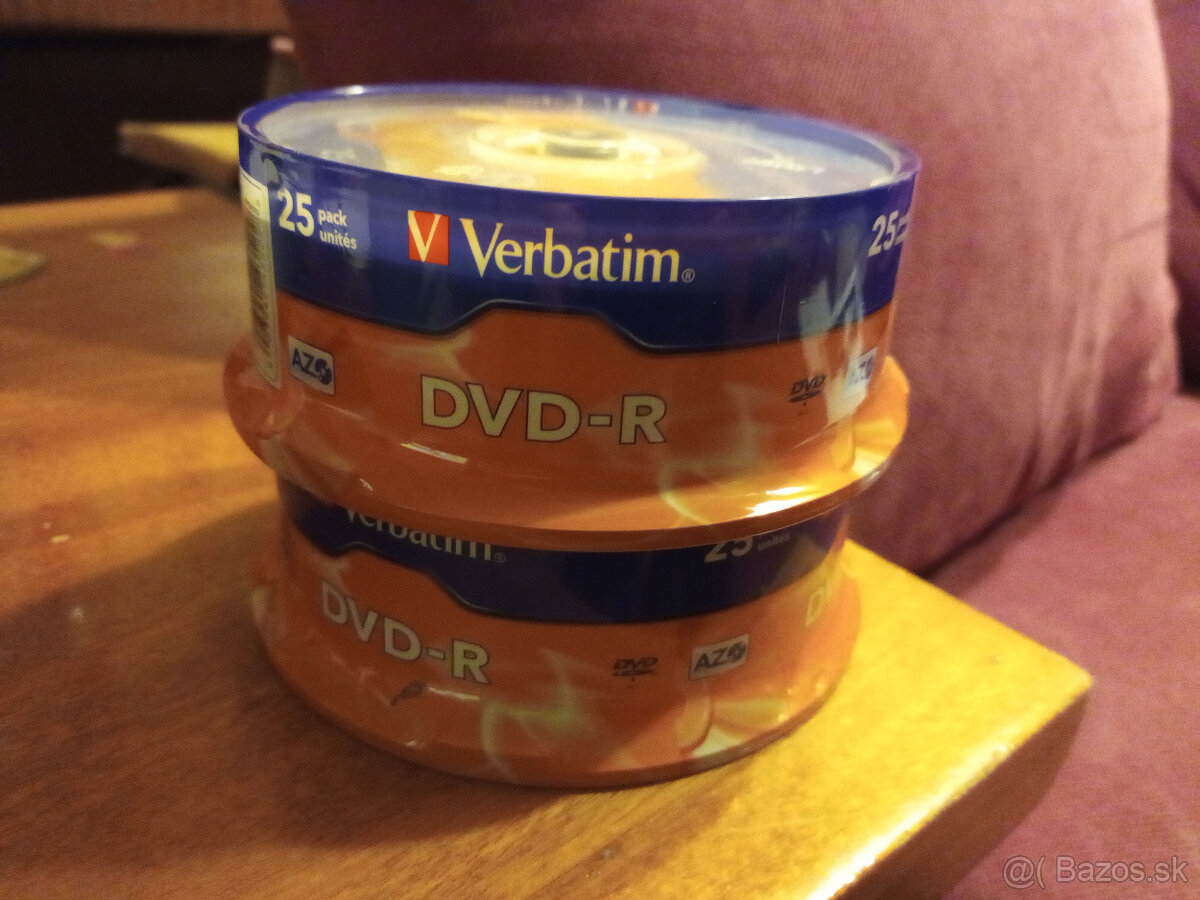 25 pack
unités
V Verbatim®
25
AZO
DVD-R
DVD
AZO
Verbatim®
25
unités
DVD-R
DVD
AZO
@( Bazos.sk